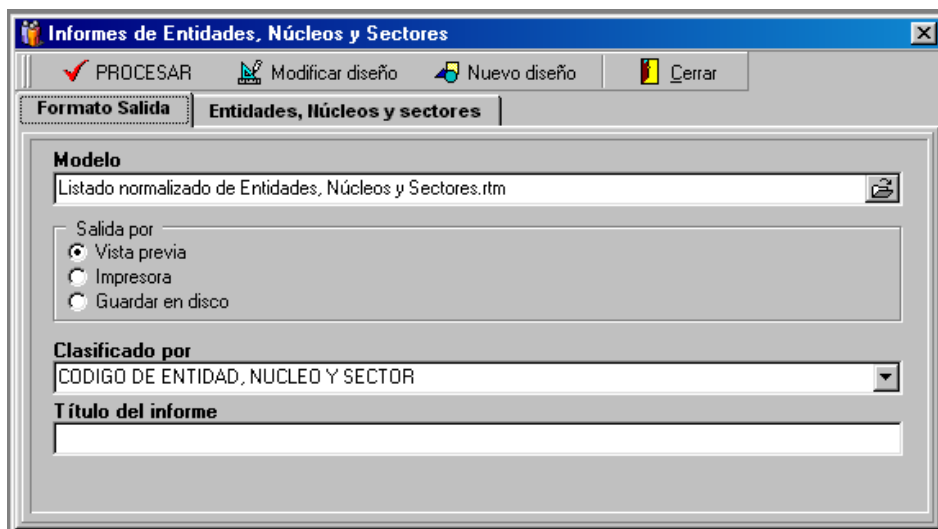 Informes de Entidades, Núcleos y Sectores
PROCESAR Modificar diseño Nuevo diseño Cerrar
Formato Salida Entidades, Núcleos y sectores
Modelo
Listado normalizado de Entidades, Núcleos y Sectores.rtm
Salida por
Vista previa
Impresora
Guardar en disco
Clasificado por
CODIGO DE ENTIDAD, NUCLEO Y SECTOR
Título del informe